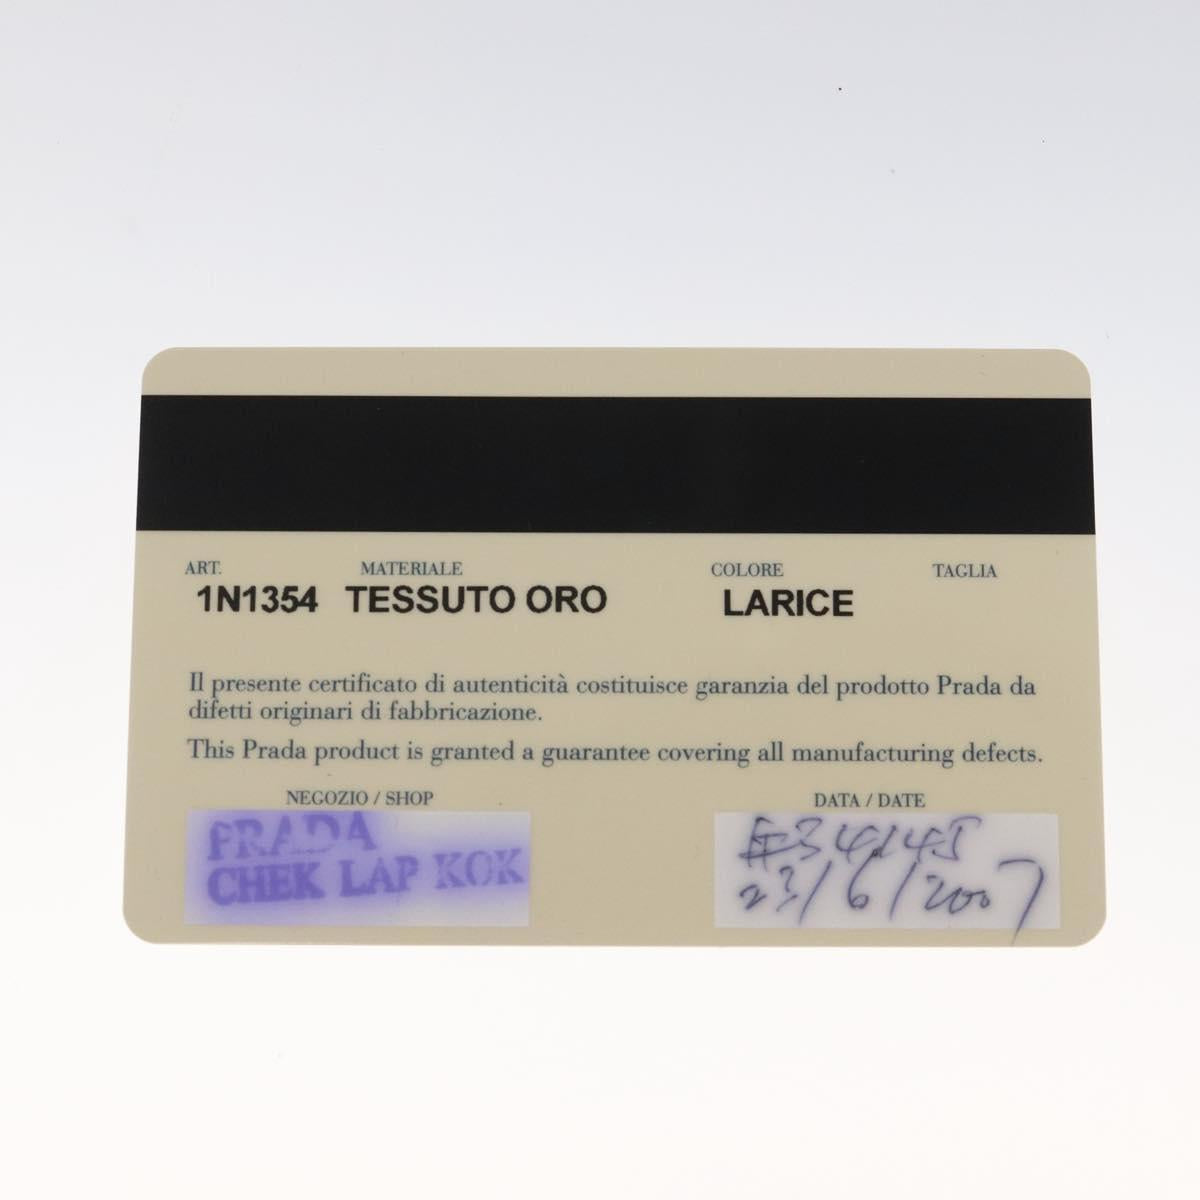 ART. MATERIALE COLORE TAGLIA
1N1354 TESSUTO ORO LARICE
Il presente certificato di autenticità costituisce garanzia del prodotto Prada da
difetti originari di fabbricazione.
This Prada product is granted a guarantee covering all manufacturing defects.
NEGOZIO / SHOP DATA / DATE
PRADA #34145
CHEK LAP KOK 23/6/2007